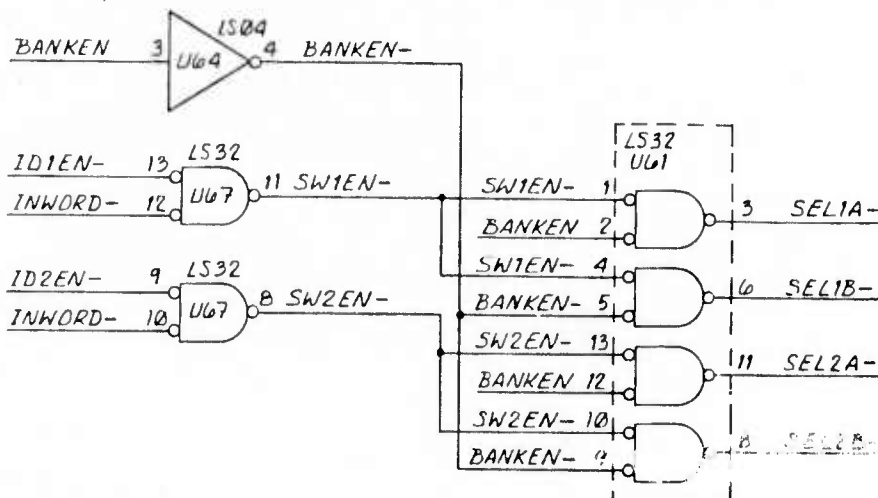 LS04
BANKEN 3 U64 4 BANKEN-
LS32
U61
ID1EN- 13 LS32
U67 11 SW1EN- SW1EN- 1
INWORD- 12 3 SEL1A-
BANKEN 2
SW1EN- 4
ID2EN- 9 LS32
U67 8 SW2EN- 6 SEL1B-
INWORD- 10 BANKEN- 5
SW2EN- 13
11 SEL2A-
BANKEN 12
SW2EN- 10
8 SEL2B-
BANKEN- 9